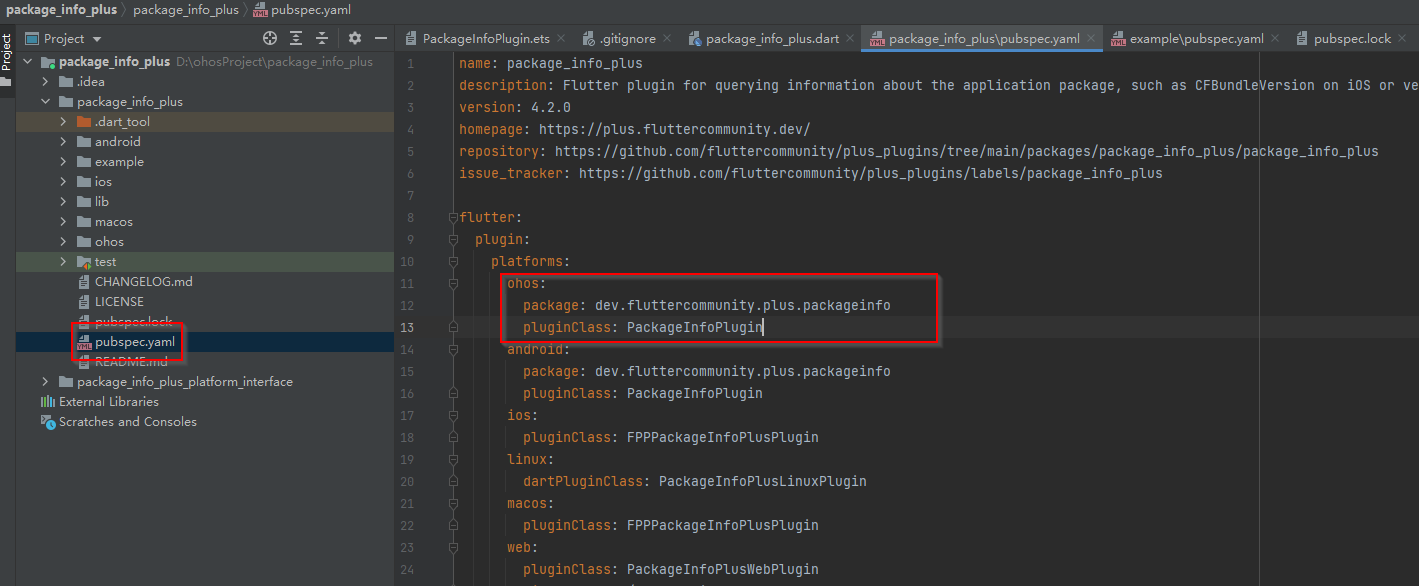 package_info_plus package_info_plus pubspec.yaml
Project
Project
PackageInfoPlugin.ets .gitignore package_info_plus.dart package_info_plus\pubspec.yaml example\pubspec.yaml pubspec.lock
package_info_plus D:\ohosProject\package_info_plus
.idea
package_info_plus
.dart_tool
android
example
ios
lib
macos
ohos
test
CHANGELOG.md
LICENSE
pubspec.lock
pubspec.yaml
README.md
package_info_plus_platform_interface
External Libraries
Scratches and Consoles
1 name: package_info_plus
2 description: Flutter plugin for querying information about the application package, such as CFBundleVersion on iOS or ve
3 version: 4.2.0
4 homepage: https://plus.fluttercommunity.dev/
5 repository: https://github.com/fluttercommunity/plus_plugins/tree/main/packages/package_info_plus/package_info_plus
6 issue_tracker: https://github.com/fluttercommunity/plus_plugins/labels/package_info_plus
7
8 flutter:
9 plugin:
10 platforms:
11 ohos:
12 package: dev.fluttercommunity.plus.packageinfo
13 pluginClass: PackageInfoPlugin
14 android:
15 package: dev.fluttercommunity.plus.packageinfo
16 pluginClass: PackageInfoPlugin
17 ios:
18 pluginClass: FPPPackageInfoPlusPlugin
19 linux:
20 dartPluginClass: PackageInfoPlusLinuxPlugin
21 macos:
22 pluginClass: FPPPackageInfoPlusPlugin
23 web:
24 pluginClass: PackageInfoPlusWebPlugin